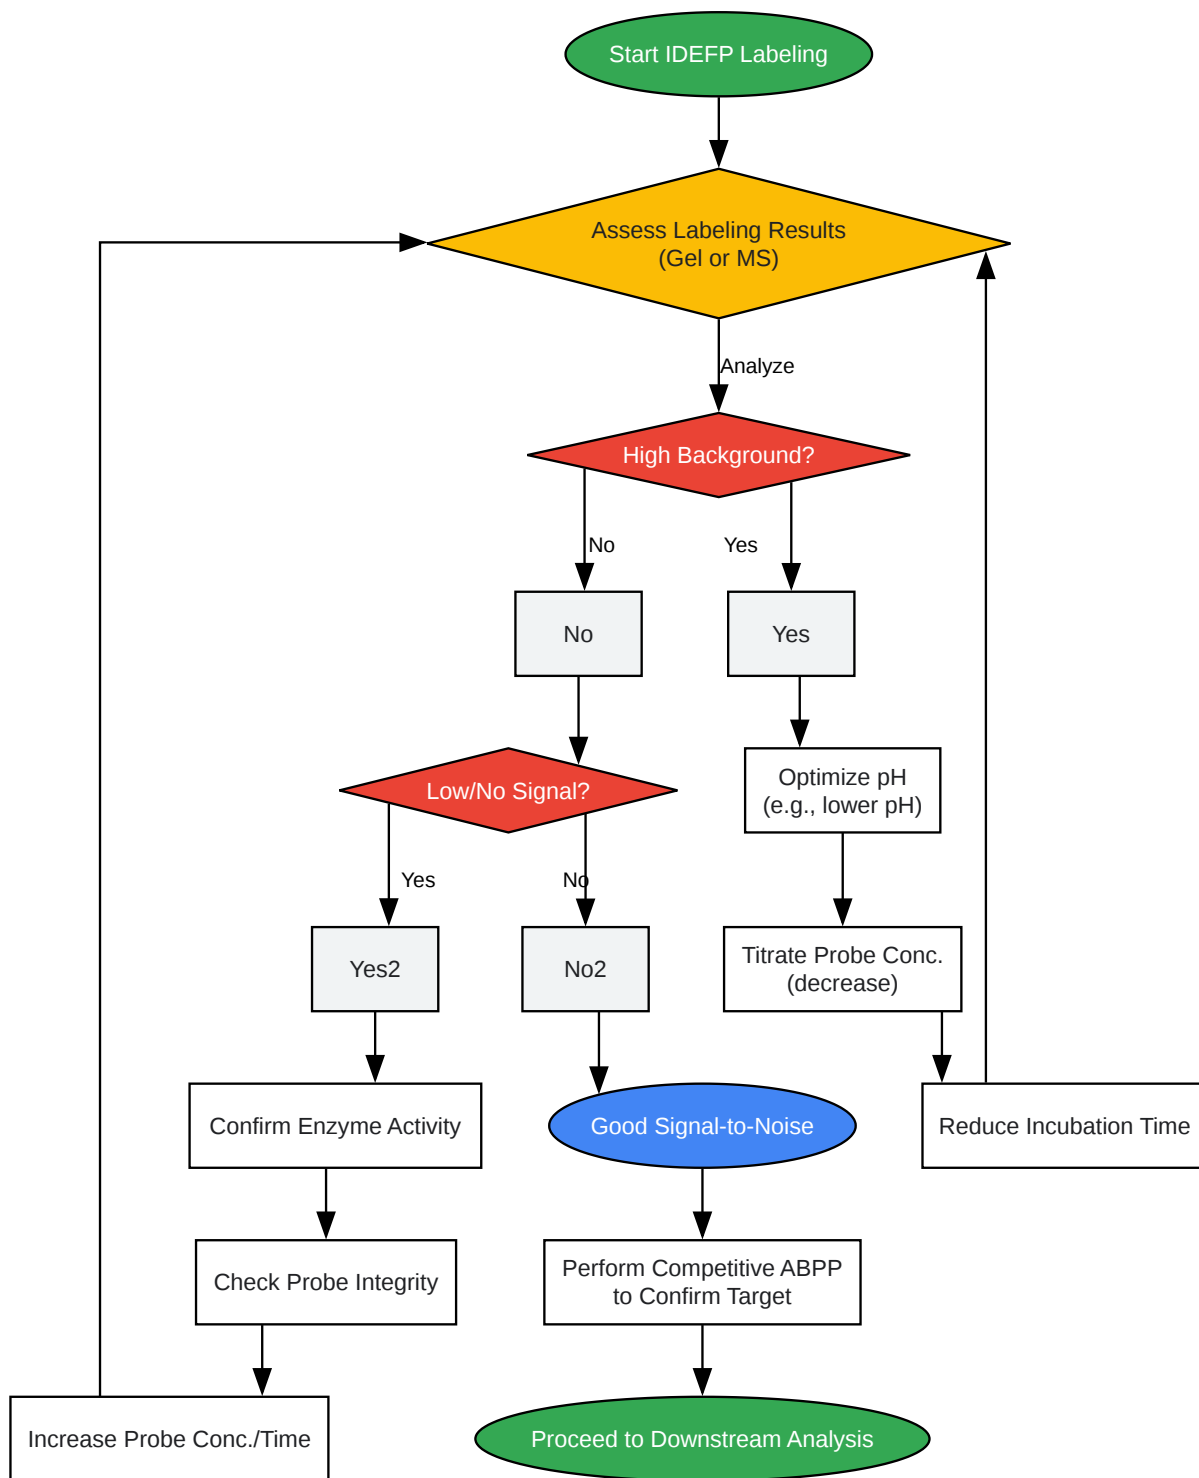 Start IDEFP Labeling
Assess Labeling Results
(Gel or MS)
Analyze
High Background?
No
Yes
No
Yes
Low/No Signal?
Optimize pH
(e.g., lower pH)
Yes
No
Yes2
No2
Titrate Probe Conc.
(decrease)
Confirm Enzyme Activity
Good Signal-to-Noise
Reduce Incubation Time
Check Probe Integrity
Perform Competitive ABPP
to Confirm Target
Increase Probe Conc./Time
Proceed to Downstream Analysis